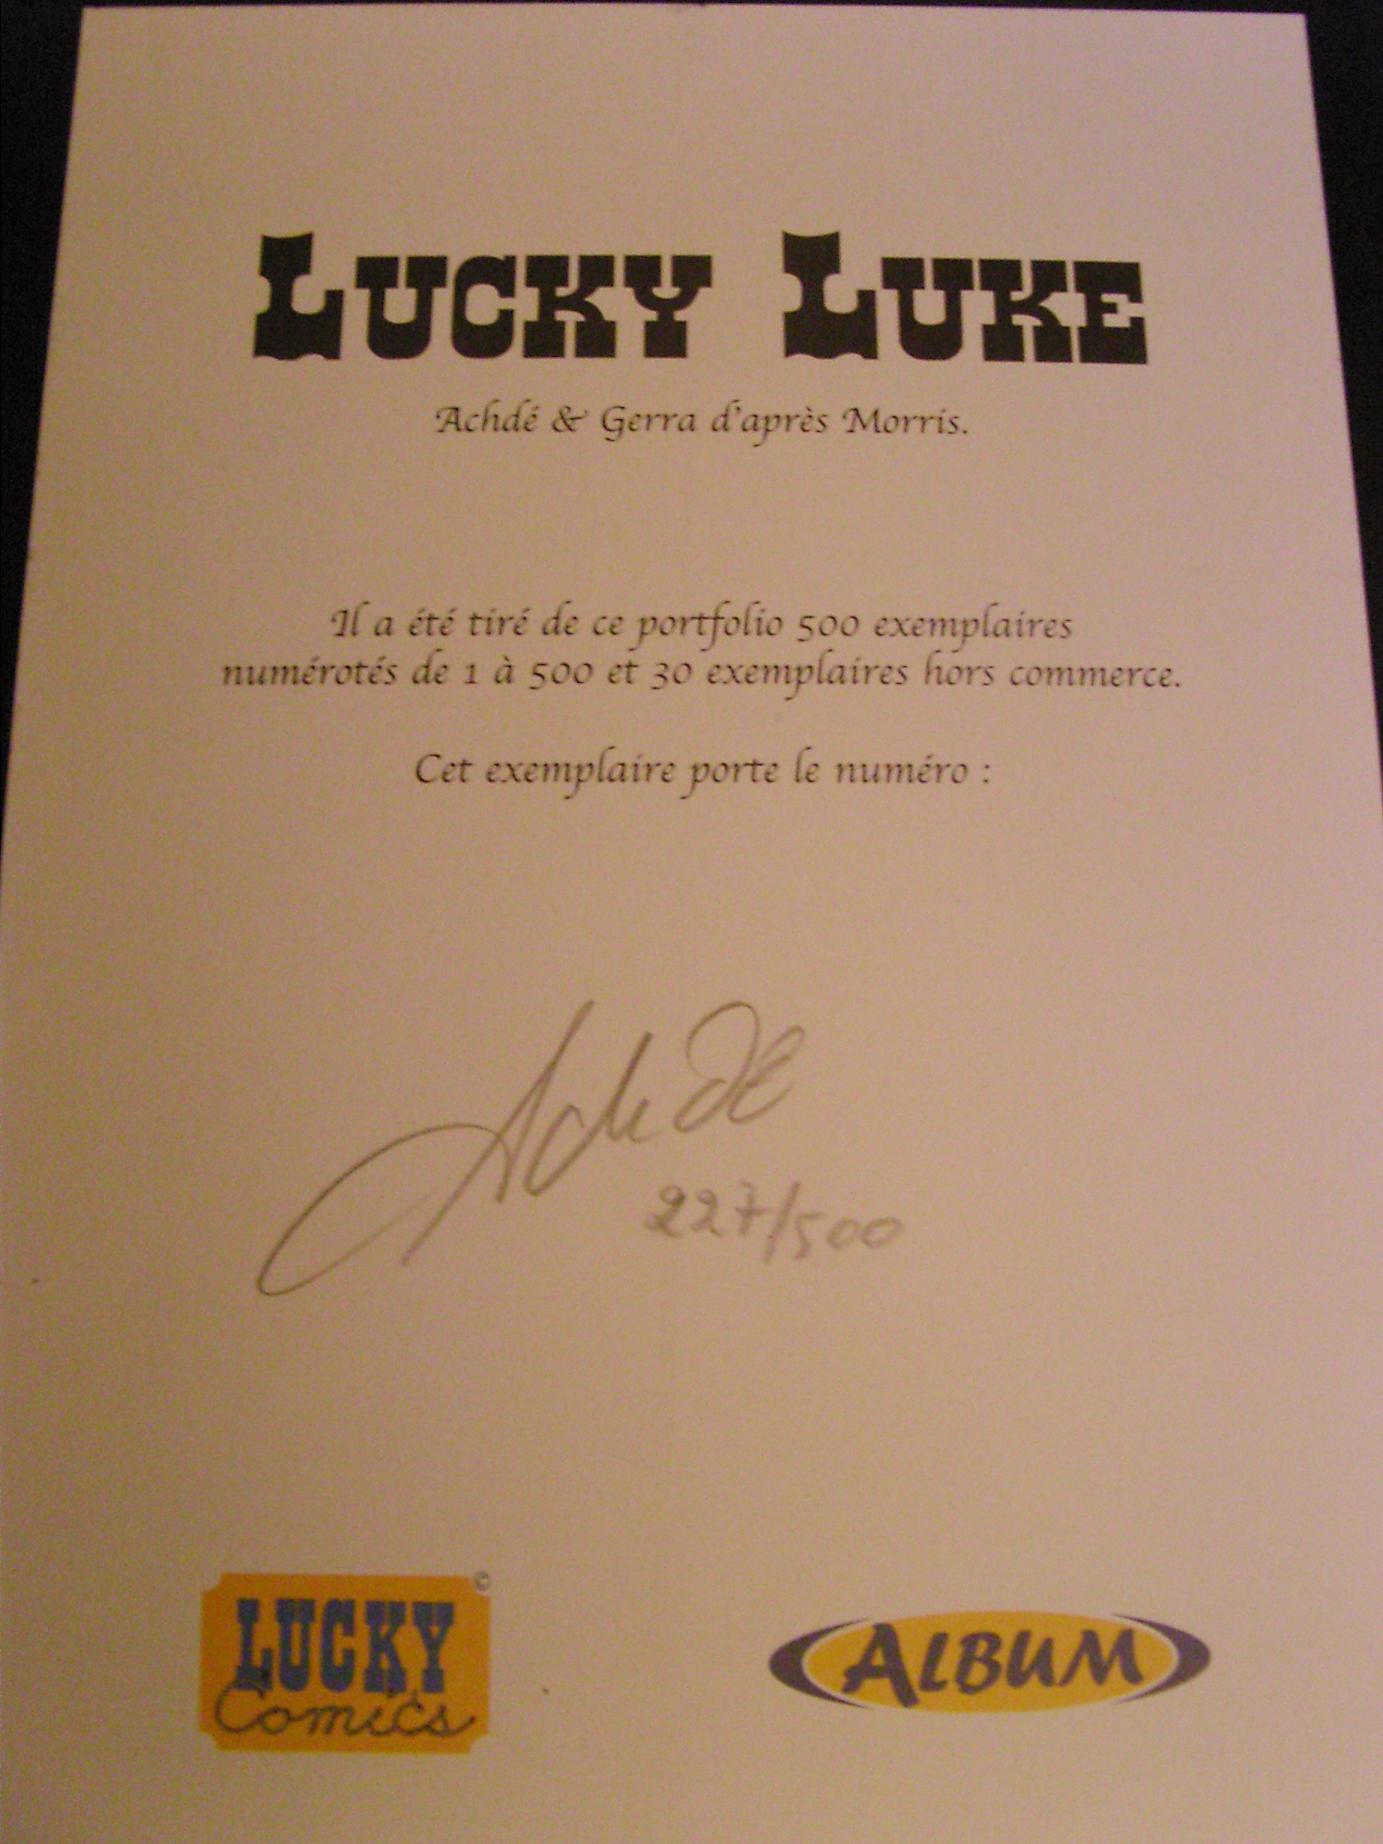 LUCKY LUKE
Achdé & Gerra d'après Morris.
Il a été tiré de ce portfolio 500 exemplaires
numérotés de 1 à 500 et 30 exemplaires hors commerce.
Cet exemplaire porte le numéro :
AchDE
227/500
LUCKY ©
Comics
ALBUM